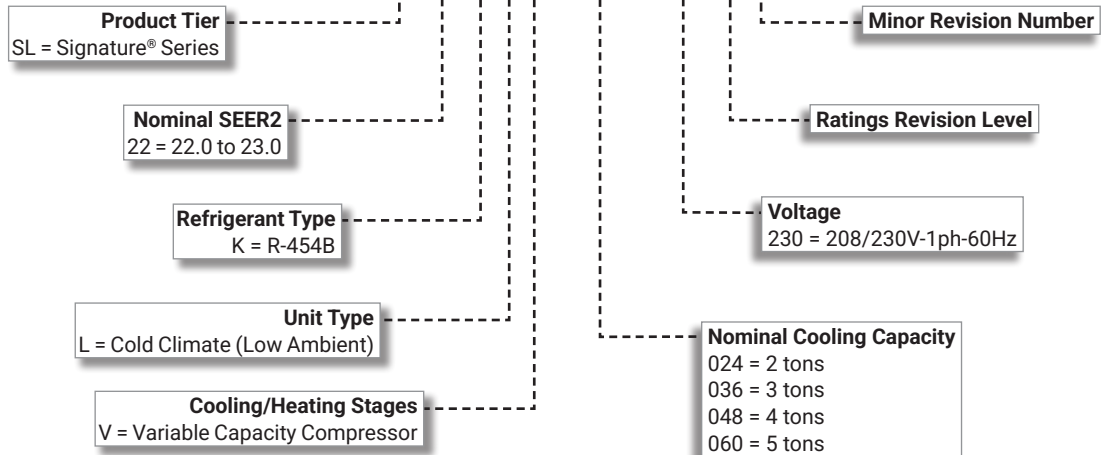 Product Tier
SL = Signature® Series
Minor Revision Number
Nominal SEER2
22 = 22.0 to 23.0
Ratings Revision Level
Refrigerant Type
K = R-454B
Voltage
230 = 208/230V-1ph-60Hz
Unit Type
L = Cold Climate (Low Ambient)
Nominal Cooling Capacity
024 = 2 tons
036 = 3 tons
048 = 4 tons
060 = 5 tons
Cooling/Heating Stages
V = Variable Capacity Compressor